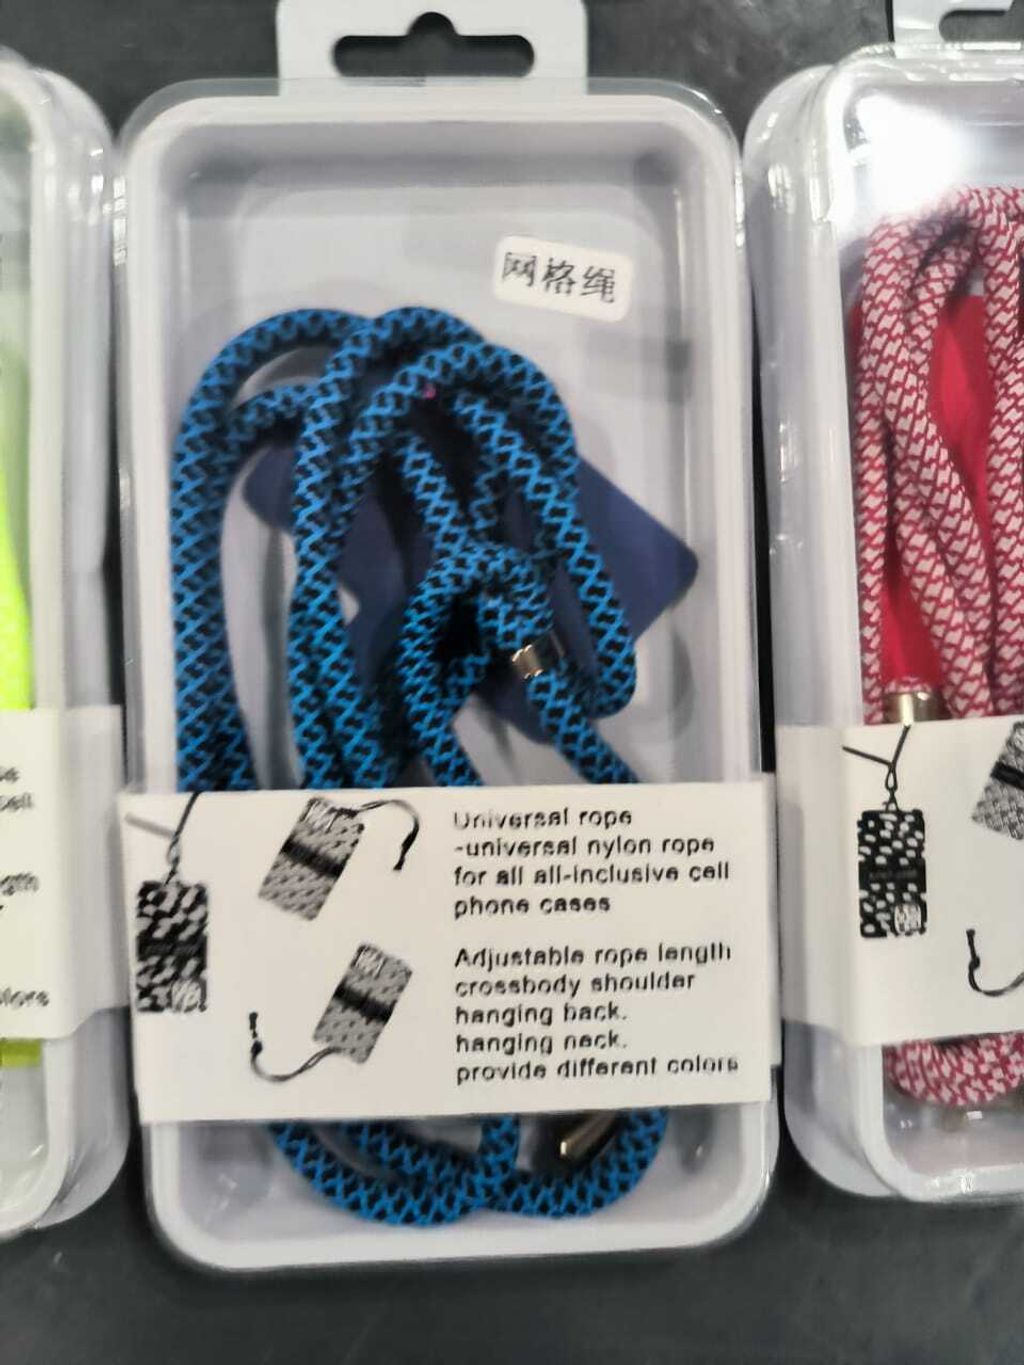 网格绳
Universal rope
-universal nylon rope
for all all-inclusive cell
phone cases
Adjustable rope length
crossbody shoulder
hanging back.
hanging neck.
provide different colors